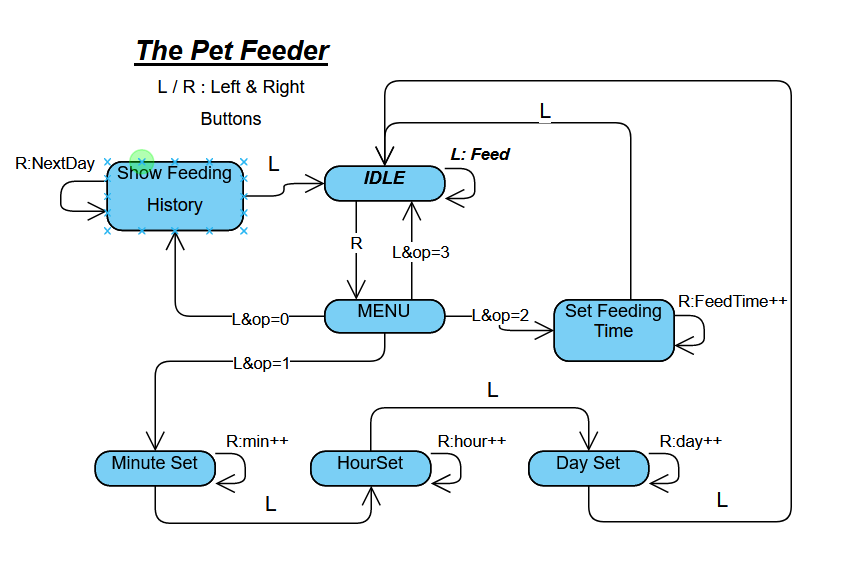 The Pet Feeder
L / R : Left & Right
Buttons
L
R:NextDay
L
L: Feed
Show Feeding
History
IDLE
R
L&op=3
L&op=0
MENU
L&op=2
Set Feeding
Time
R:FeedTime++
L&op=1
L
R:min++
R:hour++
R:day++
Minute Set
HourSet
Day Set
L
L